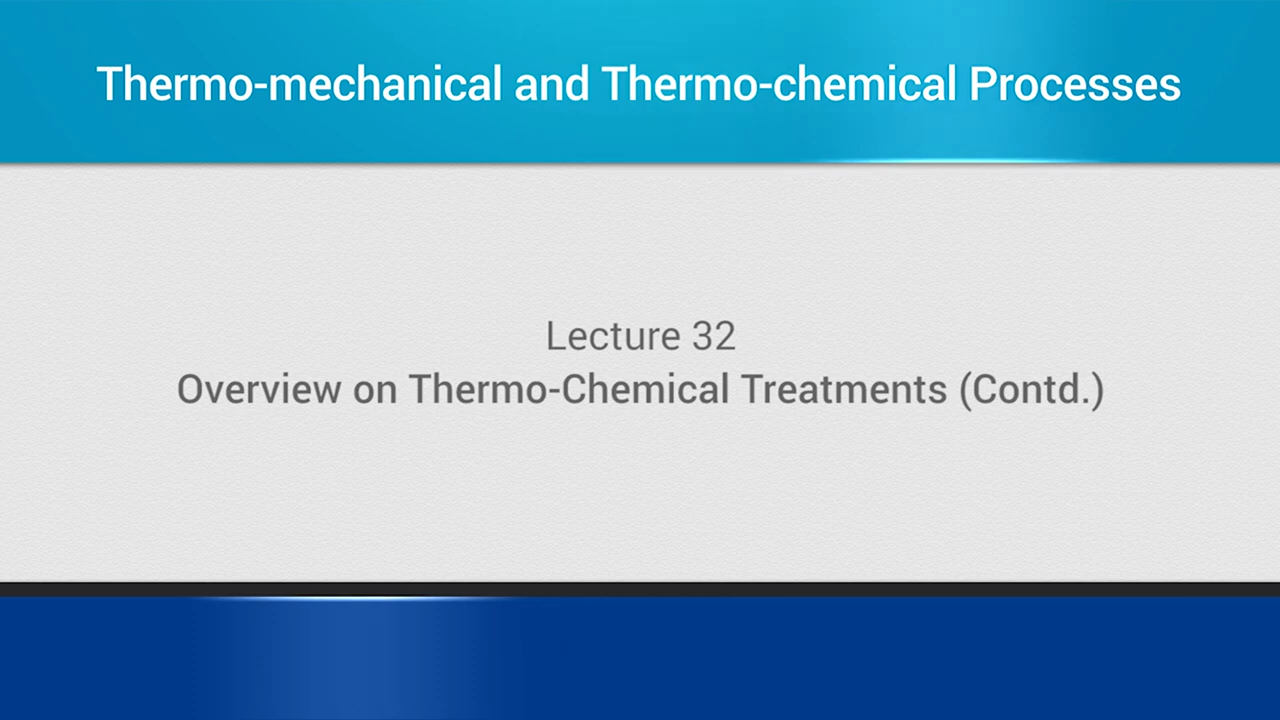 Thermo-mechanical and Thermo-chemical Processes
Lecture 32
Overview on Thermo-Chemical Treatments (Contd.)